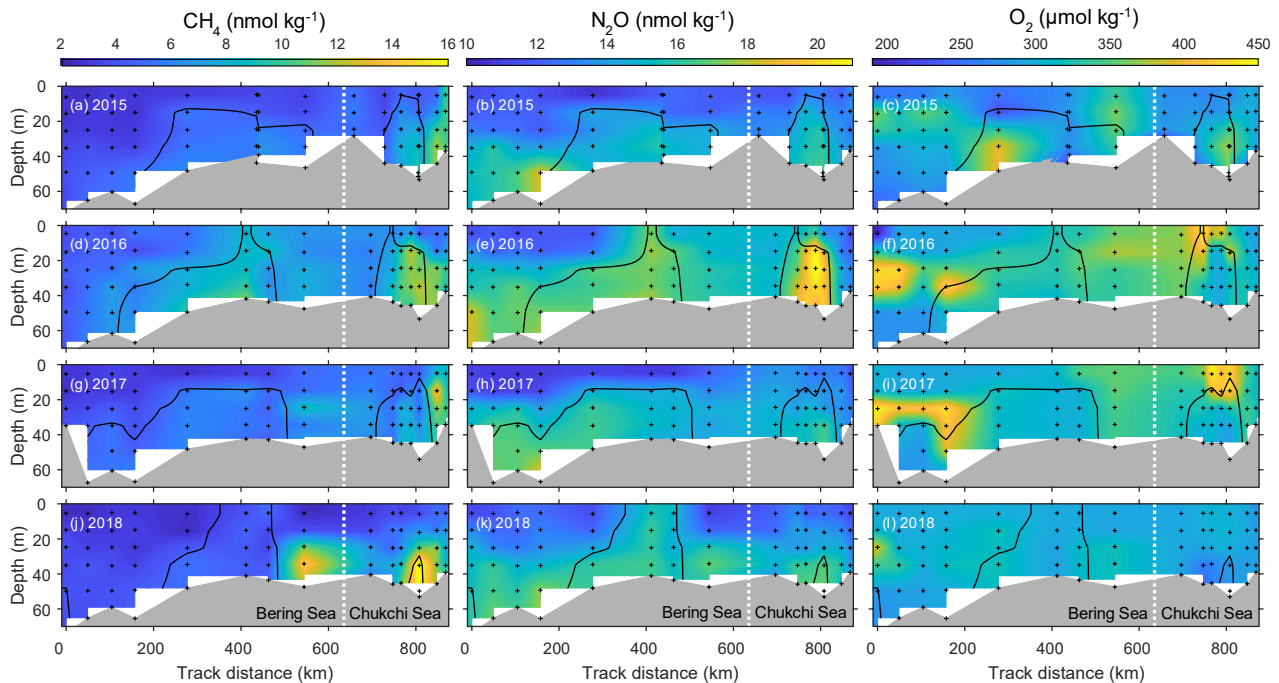 CH4 (nmol kg-1) N2O (nmol kg-1) O2 (µmol kg-1)
2 4 6 8 10 12 14 16 10 12 14 16 18 20 200 250 300 350 400 450
0 (a) 2015 (b) 2015 (c) 2015
20
Depth (m)
40
60
0 (d) 2016 (e) 2016 (f) 2016
20
Depth (m)
40
60
0 (g) 2017 (h) 2017 (i) 2017
20
Depth (m)
40
60
0 (j) 2018 (k) 2018 (l) 2018
20
Depth (m)
40
60 Bering Sea Chukchi Sea Bering Sea Chukchi Sea Bering Sea Chukchi Sea
0 200 400 600 800 0 200 400 600 800 0 200 400 600 800
Track distance (km) Track distance (km) Track distance (km)